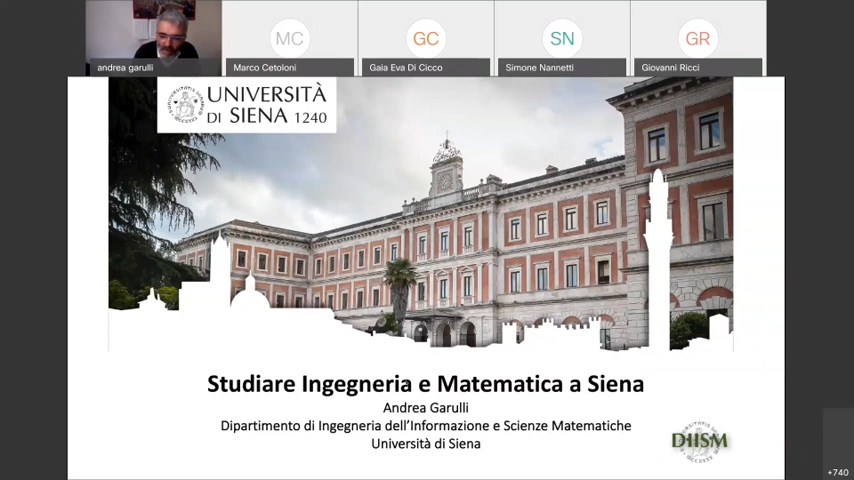 MC
GC
SN
GR
andrea garulli
Marco Cetoloni
Gaia Eva Di Cicco
Simone Nannetti
Giovanni Ricci
UNIVERSITÀ
DI SIENA 1240
Studiare Ingegneria e Matematica a Siena
Andrea Garulli
Dipartimento di Ingegneria dell'Informazione e Scienze Matematiche
Università di Siena
DIISM
+740